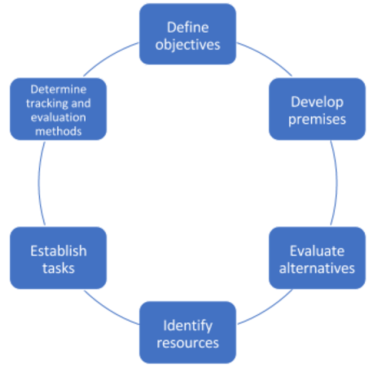 Define
objectives
Develop
premises
Evaluate
alternatives
Identify
resources
Establish
tasks
Determine
tracking and
evaluation
methods